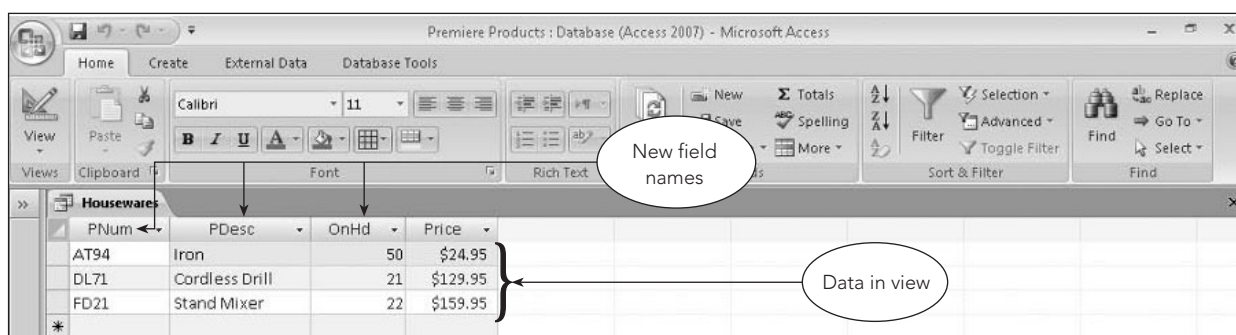 Premiere Products : Database (Access 2007) - Microsoft Access
Home Create External Data Database Tools
Calibri 11 New Σ Totals Selection Replace
View Paste Save Spelling Filter Advanced Find Go To
B I U A More Toggle Filter Select
Views Clipboard Font Rich Text Sort & Filter Find
New field
names
Housewares
PNum PDesc OnHd Price
AT94 Iron 50 $24.95
DL71 Cordless Drill 21 $129.95
FD21 Stand Mixer 22 $159.95
Data in view